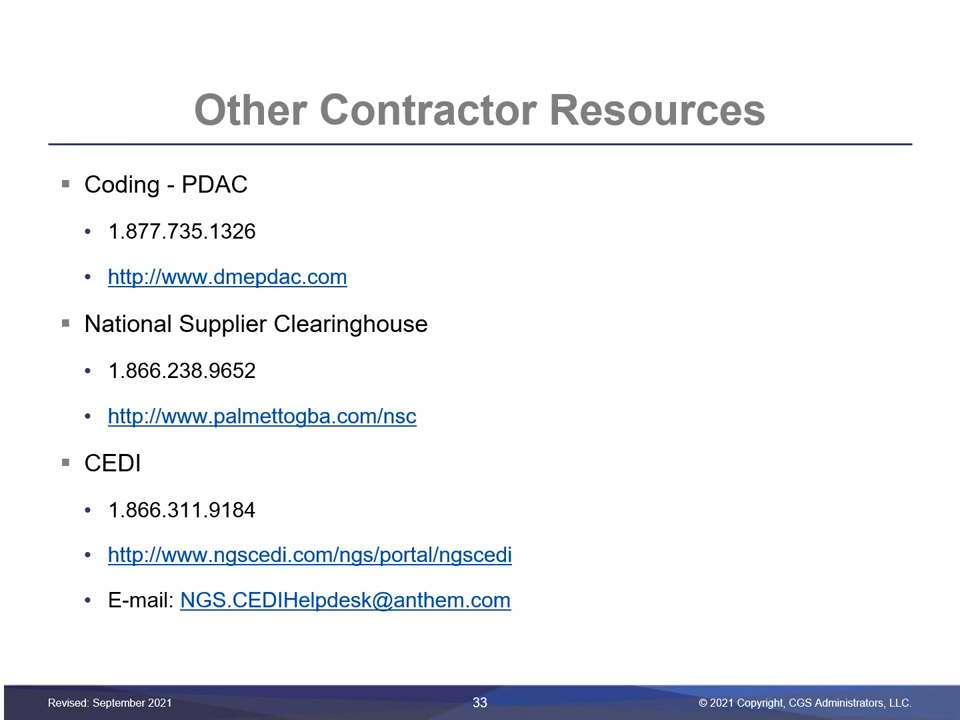 Other Contractor Resources
▪ Coding - PDAC
• 1.877.735.1326
• http://www.dmepdac.com
▪ National Supplier Clearinghouse
• 1.866.238.9652
• http://www.palmettogba.com/nsc
▪ CEDI
• 1.866.311.9184
• http://www.ngscedi.com/ngs/portal/ngscedi
• E-mail: NGS.CEDIHelpdesk@anthem.com
Revised: September 2021 33 © 2021 Copyright, CGS Administrators, LLC.